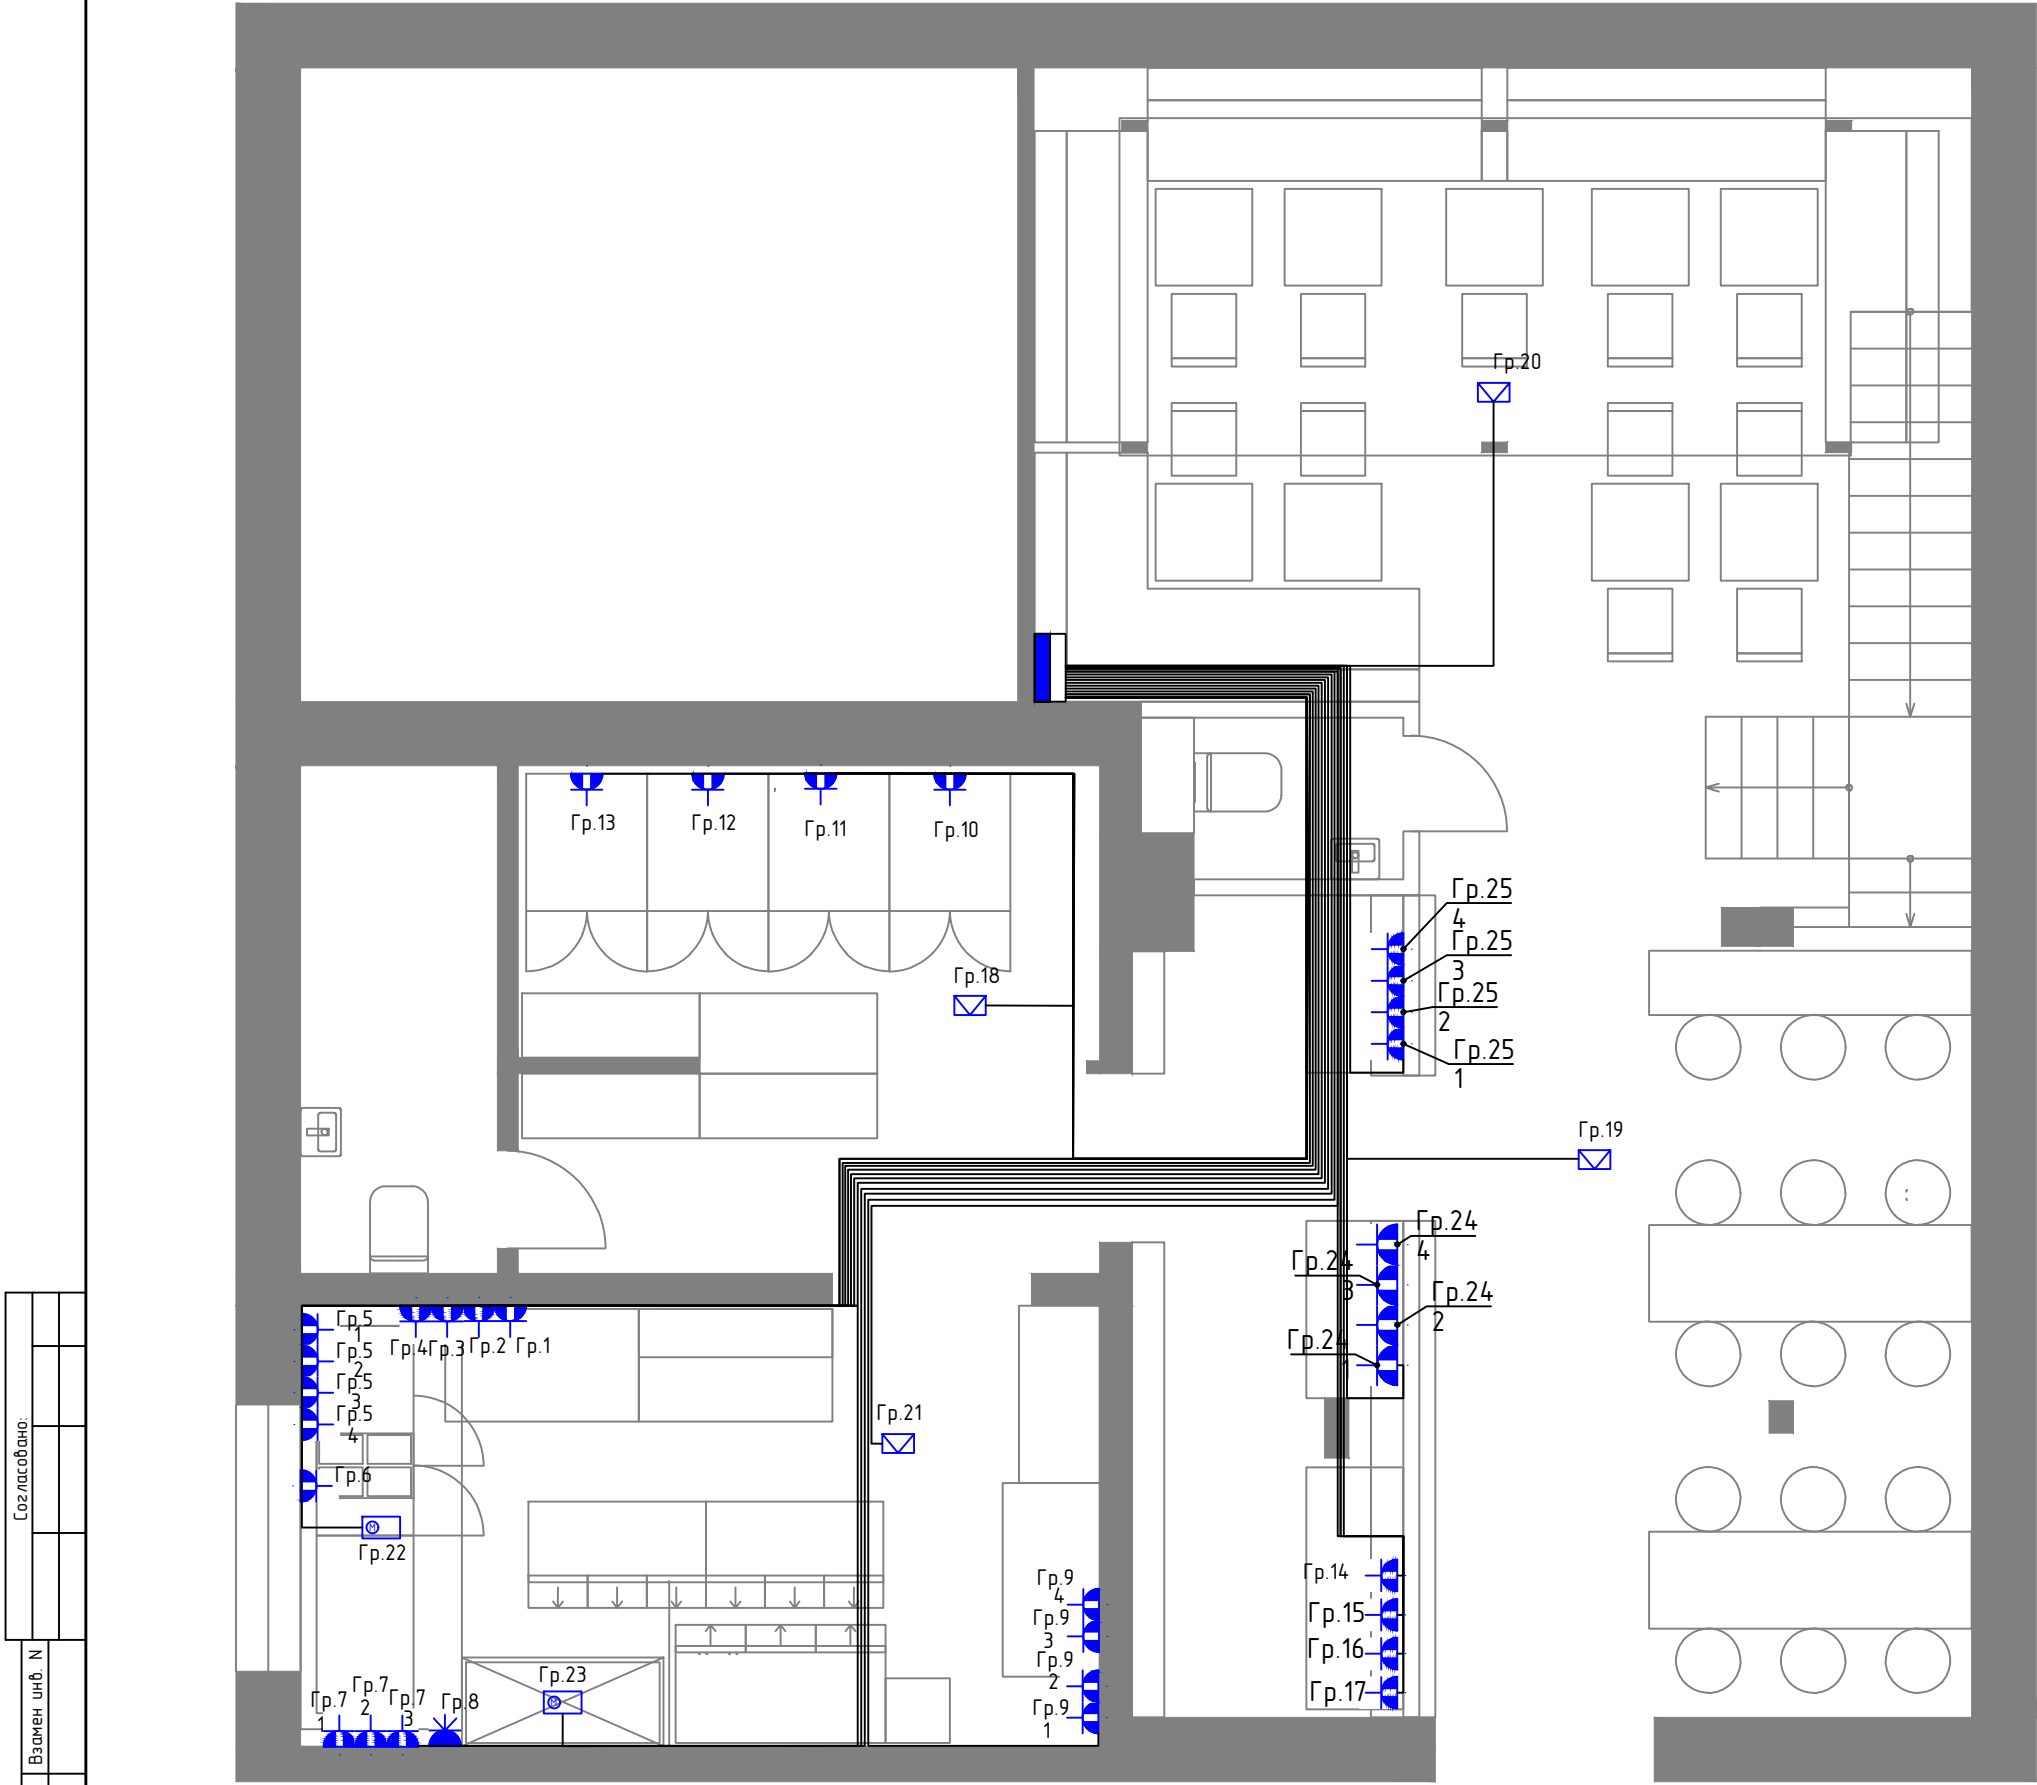 Гр.20
Гр.13
Гр.12
Гр.11
Гр.10
Гр.25
4
Гр.25
3
Гр.25
2
Гр.25
1
Гр.18
Гр.19
Гр.24
4
Гр.24
3
Гр.24
2
Гр.24
1
Гр.5
1
Гр.5
2
Гр.5
3
Гр.5
4
Гр.4
Гр.3
Гр.2
Гр.1
Гр.6
М
Гр.22
Гр.21
Гр.9
4
Гр.9
3
Гр.9
2
Гр.9
1
Гр.14
Гр.15
Гр.16
Гр.17
Гр.7
1
Гр.7
2
Гр.7
3
Гр.8
Гр.23
М
Согласовано:
Взамен инв. N